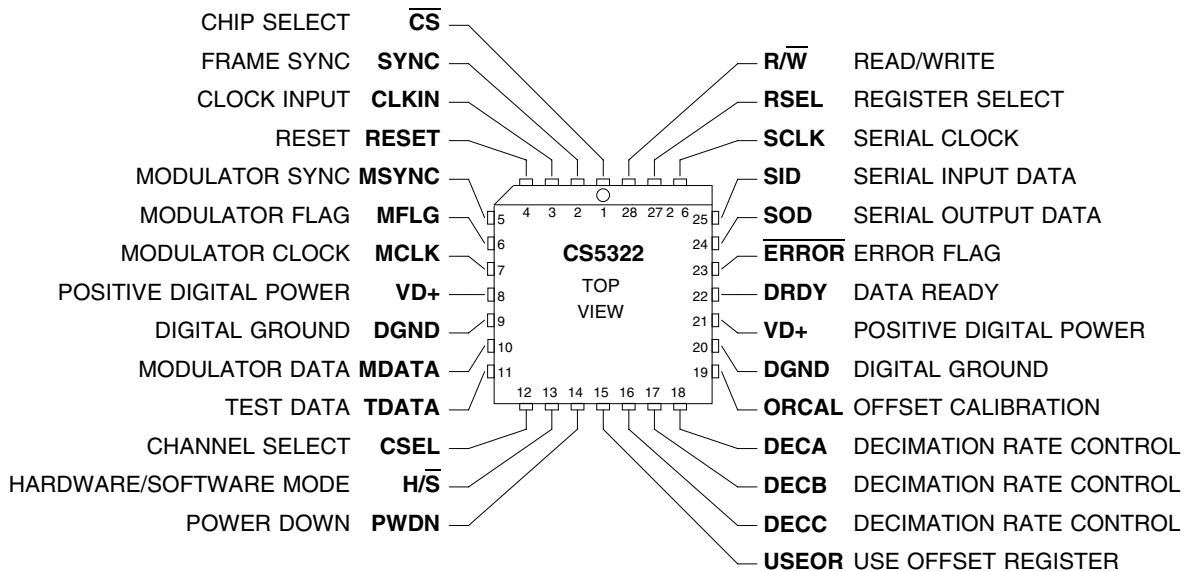 CHIP SELECT C̅S̅
FRAME SYNC SYNC
CLOCK INPUT CLKIN
RESET RESET
MODULATOR SYNC MSYNC
MODULATOR FLAG MFLG
MODULATOR CLOCK MCLK
POSITIVE DIGITAL POWER VD+
DIGITAL GROUND DGND
MODULATOR DATA MDATA
TEST DATA TDATA
CHANNEL SELECT CSEL
HARDWARE/SOFTWARE MODE H/S̅
POWER DOWN PWDN
4 3 2 1 28 27 2 6
5
6
7
8
9
10
11
CS5322
TOP
VIEW
25
24
23
22
21
20
19
12 13 14 15 16 17 18
R/W̅ READ/WRITE
RSEL REGISTER SELECT
SCLK SERIAL CLOCK
SID SERIAL INPUT DATA
SOD SERIAL OUTPUT DATA
E̅R̅R̅O̅R̅ ERROR FLAG
DRDY DATA READY
VD+ POSITIVE DIGITAL POWER
DGND DIGITAL GROUND
ORCAL OFFSET CALIBRATION
DECA DECIMATION RATE CONTROL
DECB DECIMATION RATE CONTROL
DECC DECIMATION RATE CONTROL
USEOR USE OFFSET REGISTER